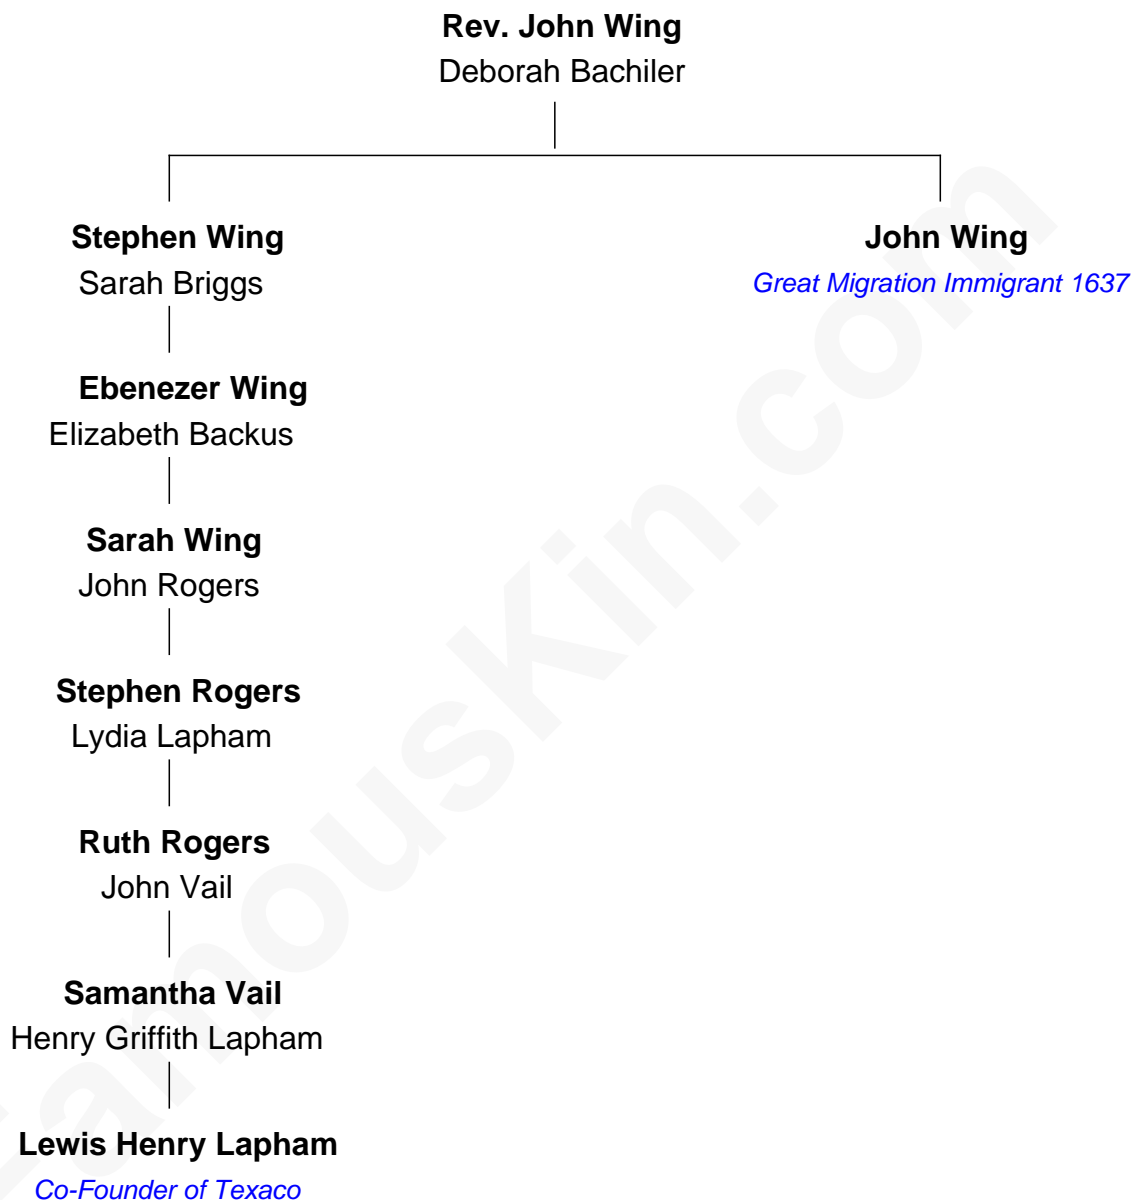 Rev. John Wing
Deborah Bachiler
Stephen Wing
Sarah Briggs
John Wing
Great Migration Immigrant 1637
Ebenezer Wing
Elizabeth Backus
Sarah Wing
John Rogers
Stephen Rogers
Lydia Lapham
Ruth Rogers
John Vail
Samantha Vail
Henry Griffith Lapham
Lewis Henry Lapham
Co-Founder of Texaco
FamousKin.com